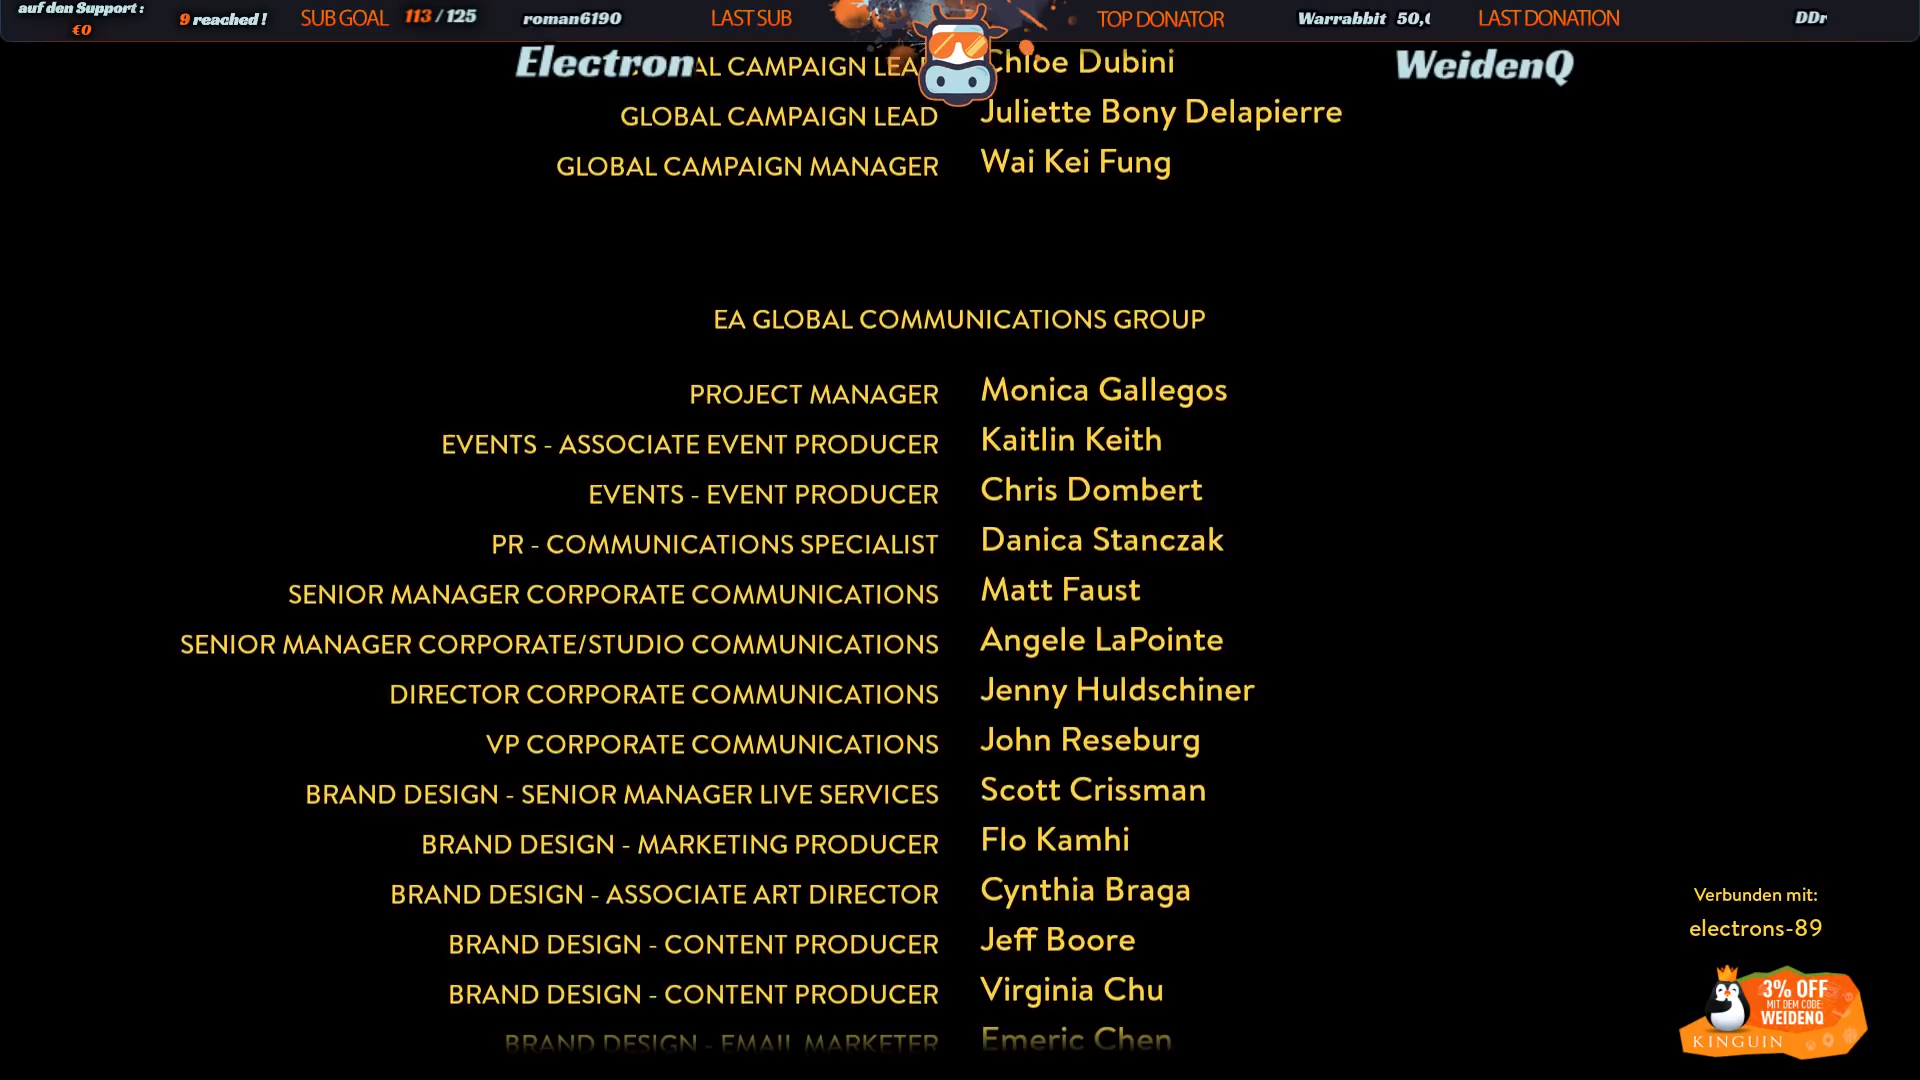 auf den Support :
€0
9 reached !
SUB GOAL 113 / 125
roman6190
LAST SUB
TOP DONATOR
Warrabbit 50,0
LAST DONATION
DDr
Electron
WeidenQ
AL CAMPAIGN LEA Chloe Dubini
GLOBAL CAMPAIGN LEAD Juliette Bony Delapierre
GLOBAL CAMPAIGN MANAGER Wai Kei Fung
EA GLOBAL COMMUNICATIONS GROUP
PROJECT MANAGER Monica Gallegos
EVENTS - ASSOCIATE EVENT PRODUCER Kaitlin Keith
EVENTS - EVENT PRODUCER Chris Dombert
PR - COMMUNICATIONS SPECIALIST Danica Stanczak
SENIOR MANAGER CORPORATE COMMUNICATIONS Matt Faust
SENIOR MANAGER CORPORATE/STUDIO COMMUNICATIONS Angele LaPointe
DIRECTOR CORPORATE COMMUNICATIONS Jenny Huldschiner
VP CORPORATE COMMUNICATIONS John Reseburg
BRAND DESIGN - SENIOR MANAGER LIVE SERVICES Scott Crissman
BRAND DESIGN - MARKETING PRODUCER Flo Kamhi
BRAND DESIGN - ASSOCIATE ART DIRECTOR Cynthia Braga
BRAND DESIGN - CONTENT PRODUCER Jeff Boore
BRAND DESIGN - CONTENT PRODUCER Virginia Chu
BRAND DESIGN - EMAIL MARKETER Emeric Chen
Verbunden mit:
electrons-89
3% OFF
MIT DEM CODE:
WEIDENQ
KINGUIN